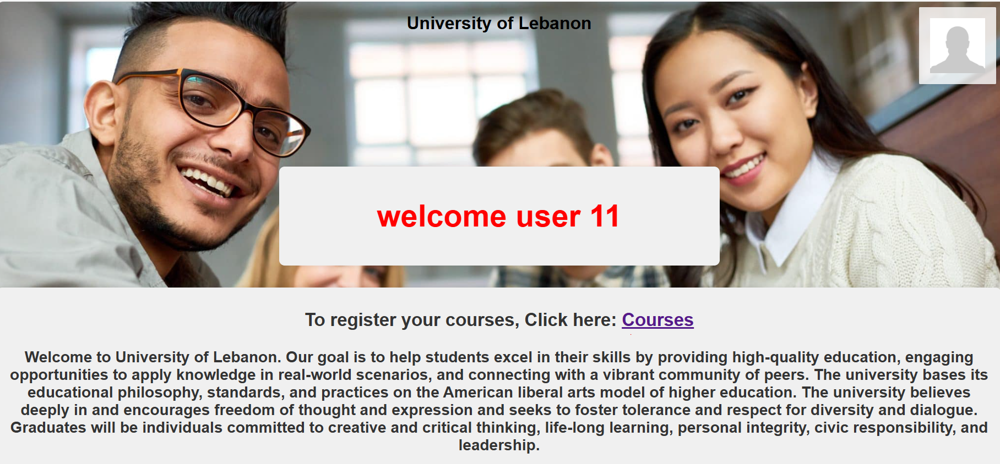 University of Lebanon
welcome user 11
To register your courses, Click here: Courses
Welcome to University of Lebanon. Our goal is to help students excel in their skills by providing high-quality education, engaging
opportunities to apply knowledge in real-world scenarios, and connecting with a vibrant community of peers. The university bases its
educational philosophy, standards, and practices on the American liberal arts model of higher education. The university believes
deeply in and encourages freedom of thought and expression and seeks to foster tolerance and respect for diversity and dialogue.
Graduates will be individuals committed to creative and critical thinking, life-long learning, personal integrity, civic responsibility, and
leadership.